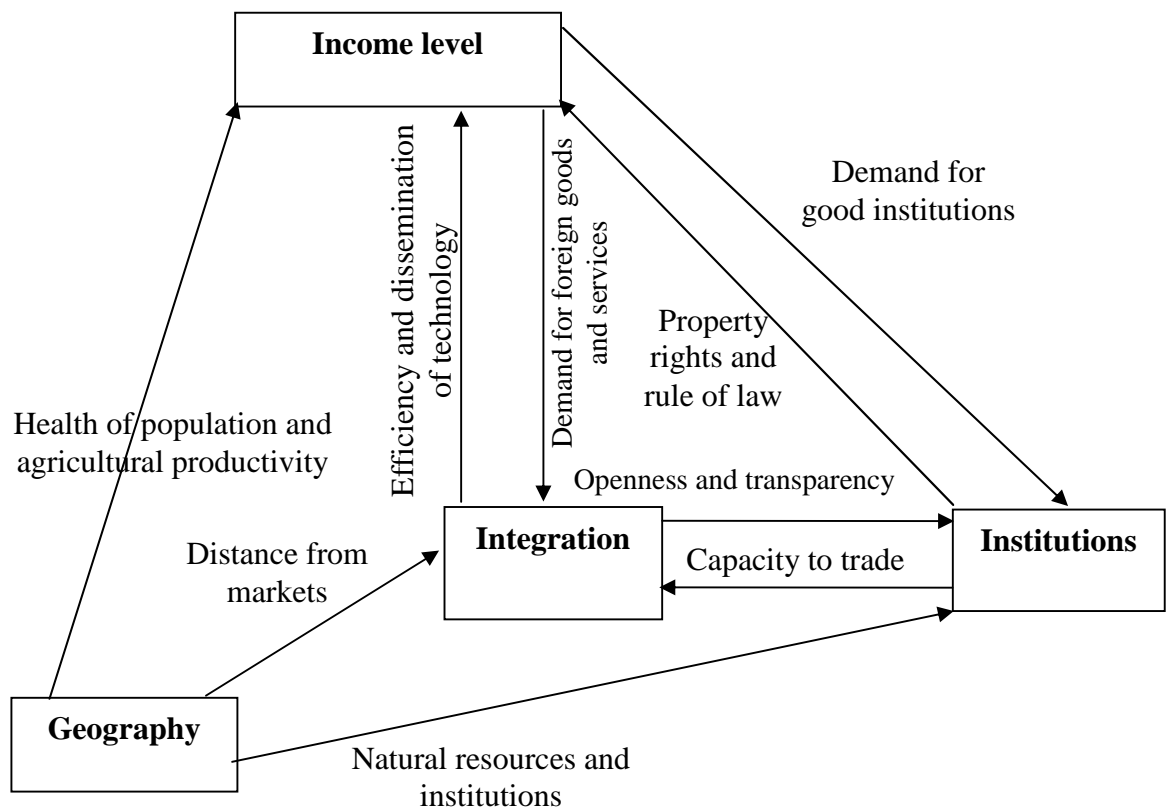 Income level
Demand for
good institutions
Efficiency and dissemination
of technology
Demand for foreign goods
and services
Property
rights and
rule of law
Health of population and
agricultural productivity
Openness and transparency
Integration
Institutions
Distance from
markets
Capacity to trade
Geography
Natural resources and
institutions